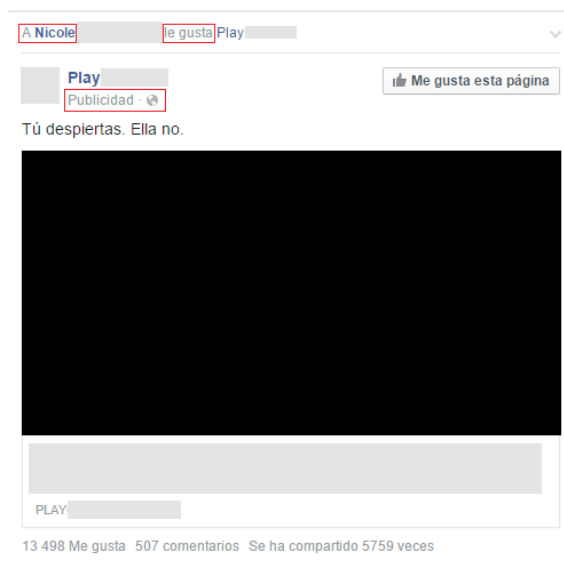 A Nicole le gusta Play
Play
Me gusta esta página
Publicidad ·
Tú despiertas. Ella no.
PLAY
13 498 Me gusta 507 comentarios Se ha compartido 5759 veces